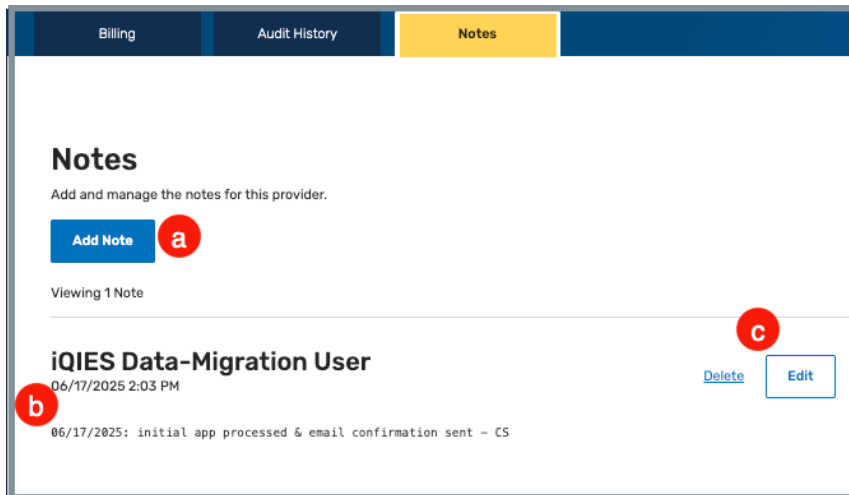 Billing Audit History Notes
Notes
Add and manage the notes for this provider.
Add Note a
Viewing 1 Note
c
iQIES Data-Migration User
06/17/2025 2:03 PM
Delete Edit
b
06/17/2025: initial app processed & email confirmation sent – CS